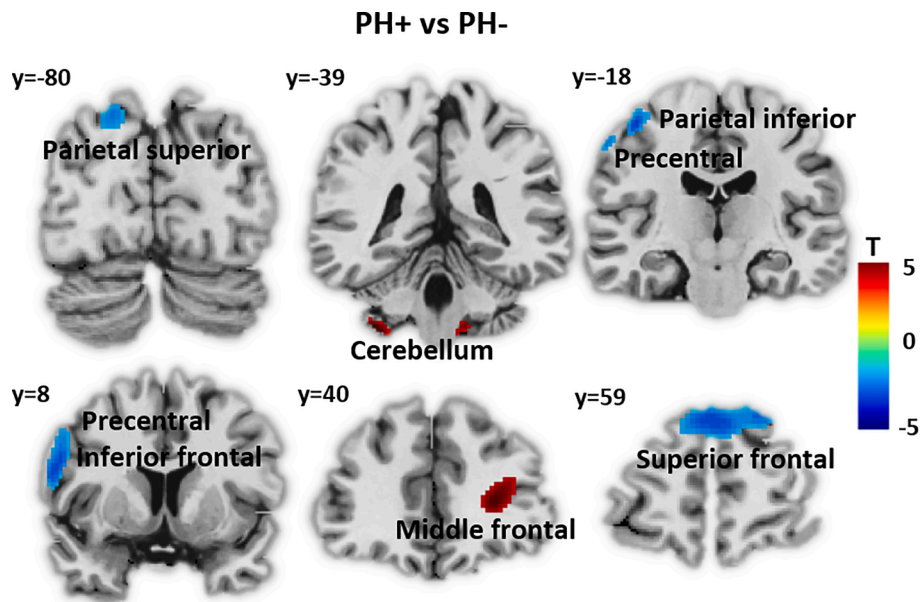 PH+ vs PH-
y=-80
y=-39
y=-18
Parietal superior
Parietal inferior
Precentral
T
5
0
-5
Cerebellum
y=8
y=40
y=59
Precentral
Inferior frontal
Middle frontal
Superior frontal